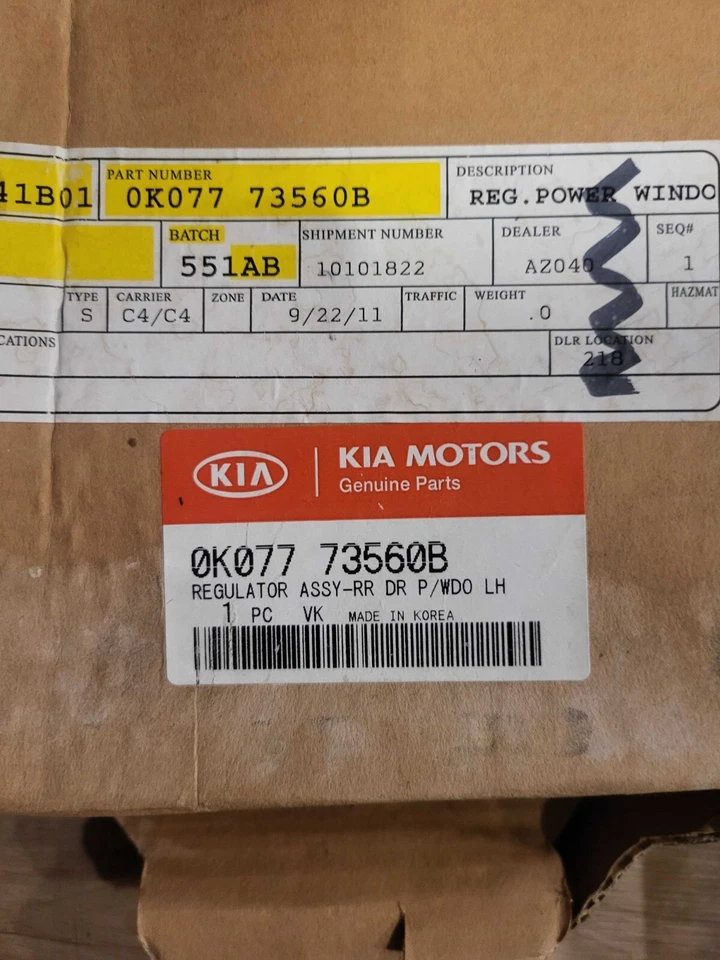 PART NUMBER
41B01 0K077 73560B
DESCRIPTION
REG.POWER WINDO
BATCH
551AB
SHIPMENT NUMBER
10101822
DEALER
AZ040
SEQ#
1
TYPE
S
CARRIER
C4/C4
ZONE
DATE
9/22/11
TRAFFIC
WEIGHT
.0
HAZMAT
CATIONS
DLR LOCATION
218
KIA
KIA MOTORS
Genuine Parts
0K077 73560B
REGULATOR ASSY-RR DR P/WDO LH
1 PC VK MADE IN KOREA